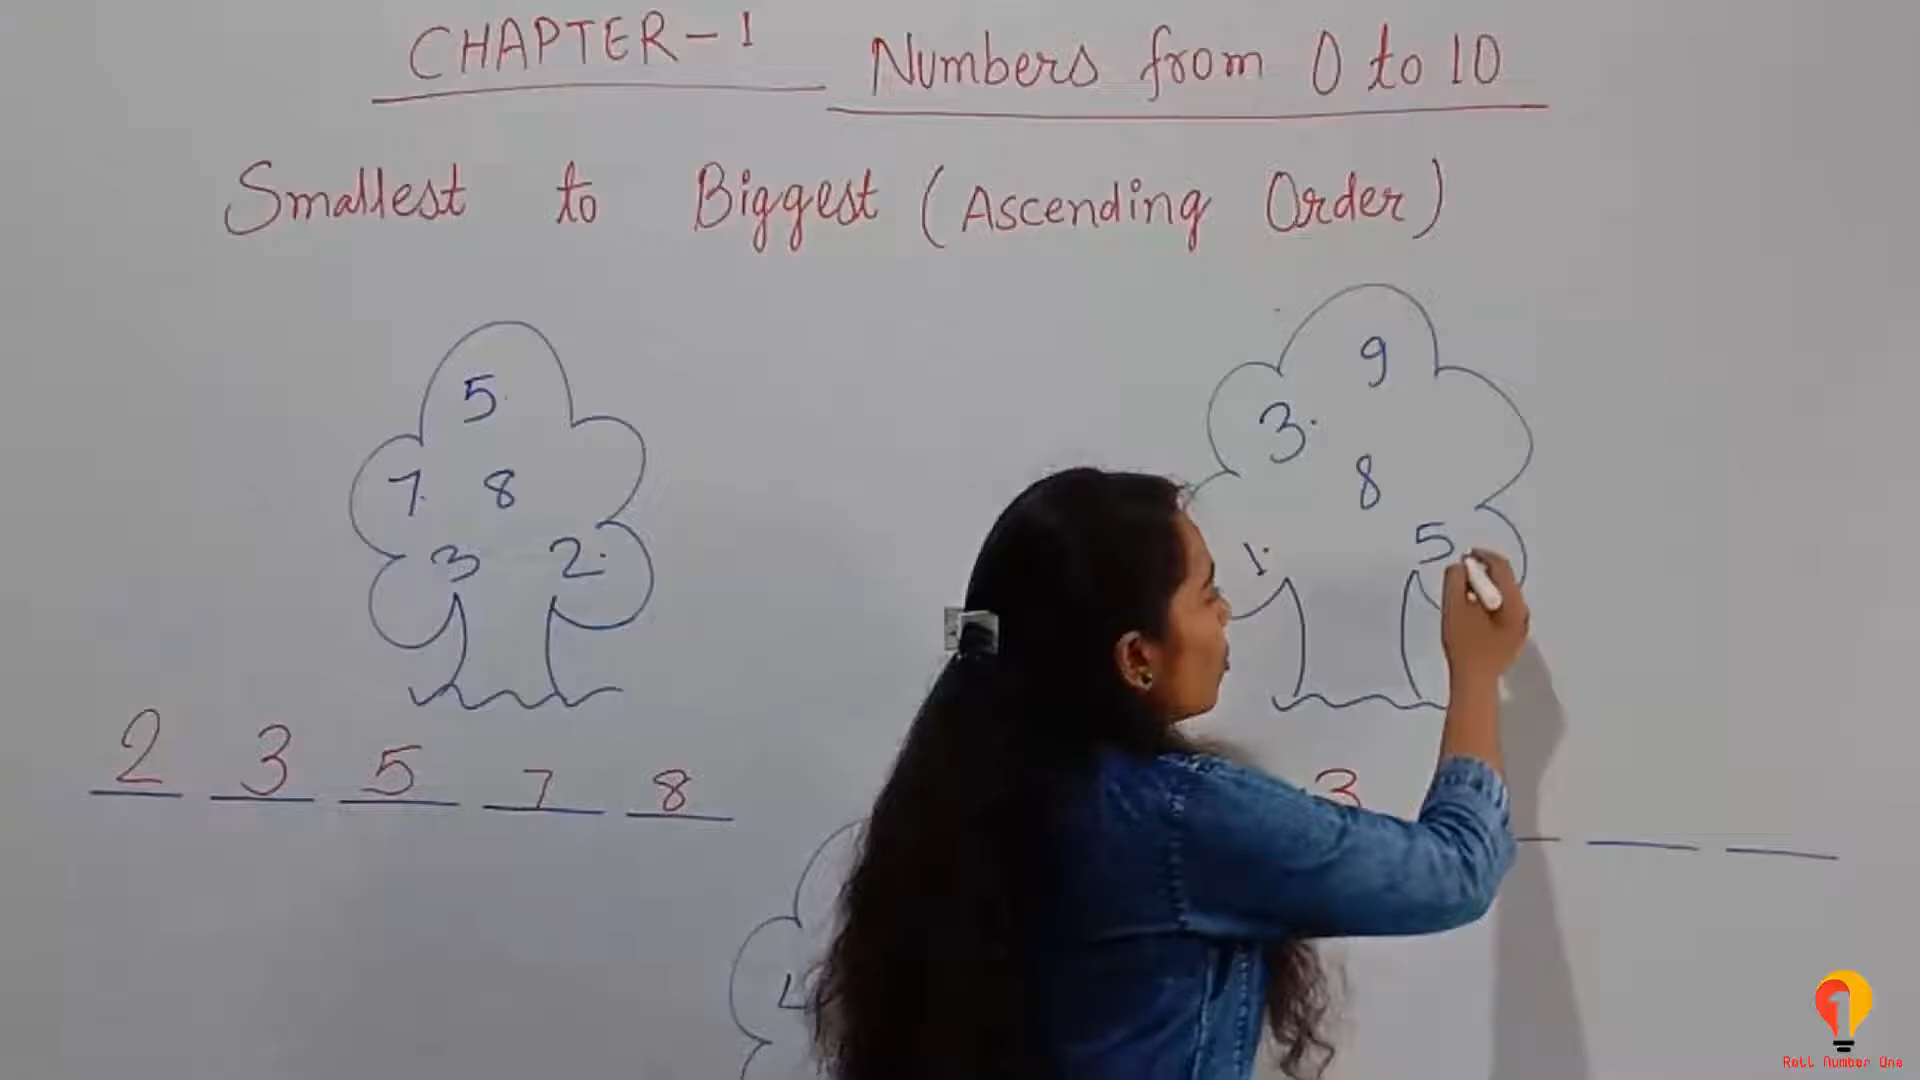 CHAPTER-1 Numbers from 0 to 10
Smallest to Biggest (Ascending Order)
5
7 8
3 2
2 3 5 7 8
9
3
8
1 5
3
4
Roll Number One